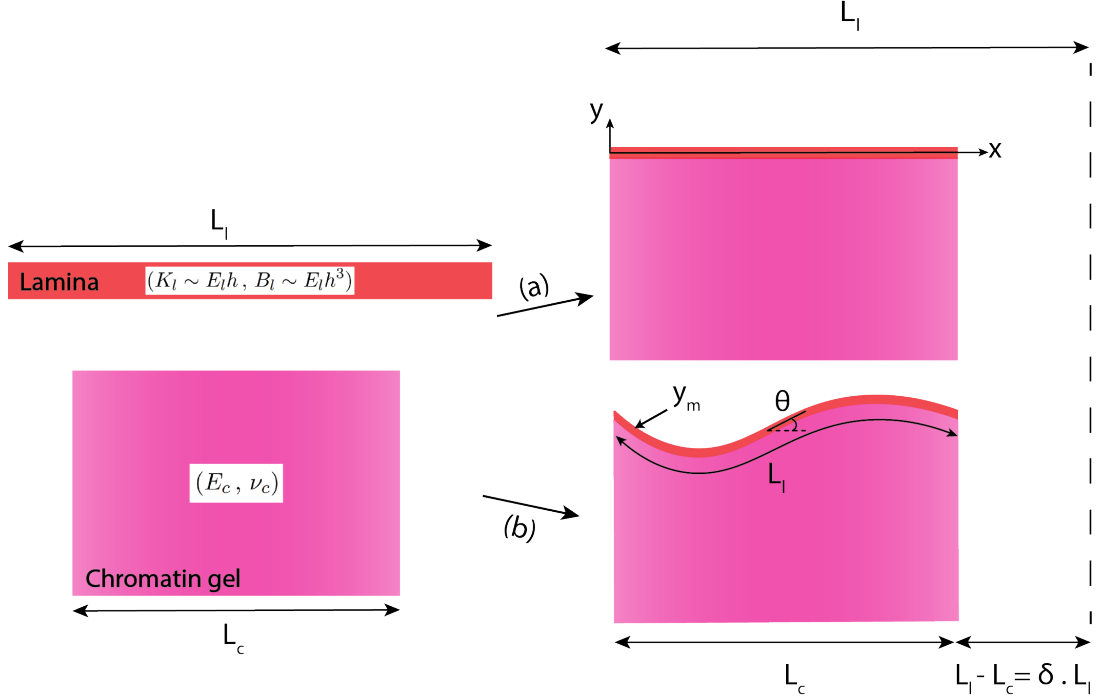 L_l
y
x
L_l
Lamina
(K_l ∼ E_l h , B_l ∼ E_l h^3)
(a)
y_m
θ
L_l
(E_c , ν_c)
(b)
Chromatin gel
L_c
L_c
L_l - L_c = δ . L_l